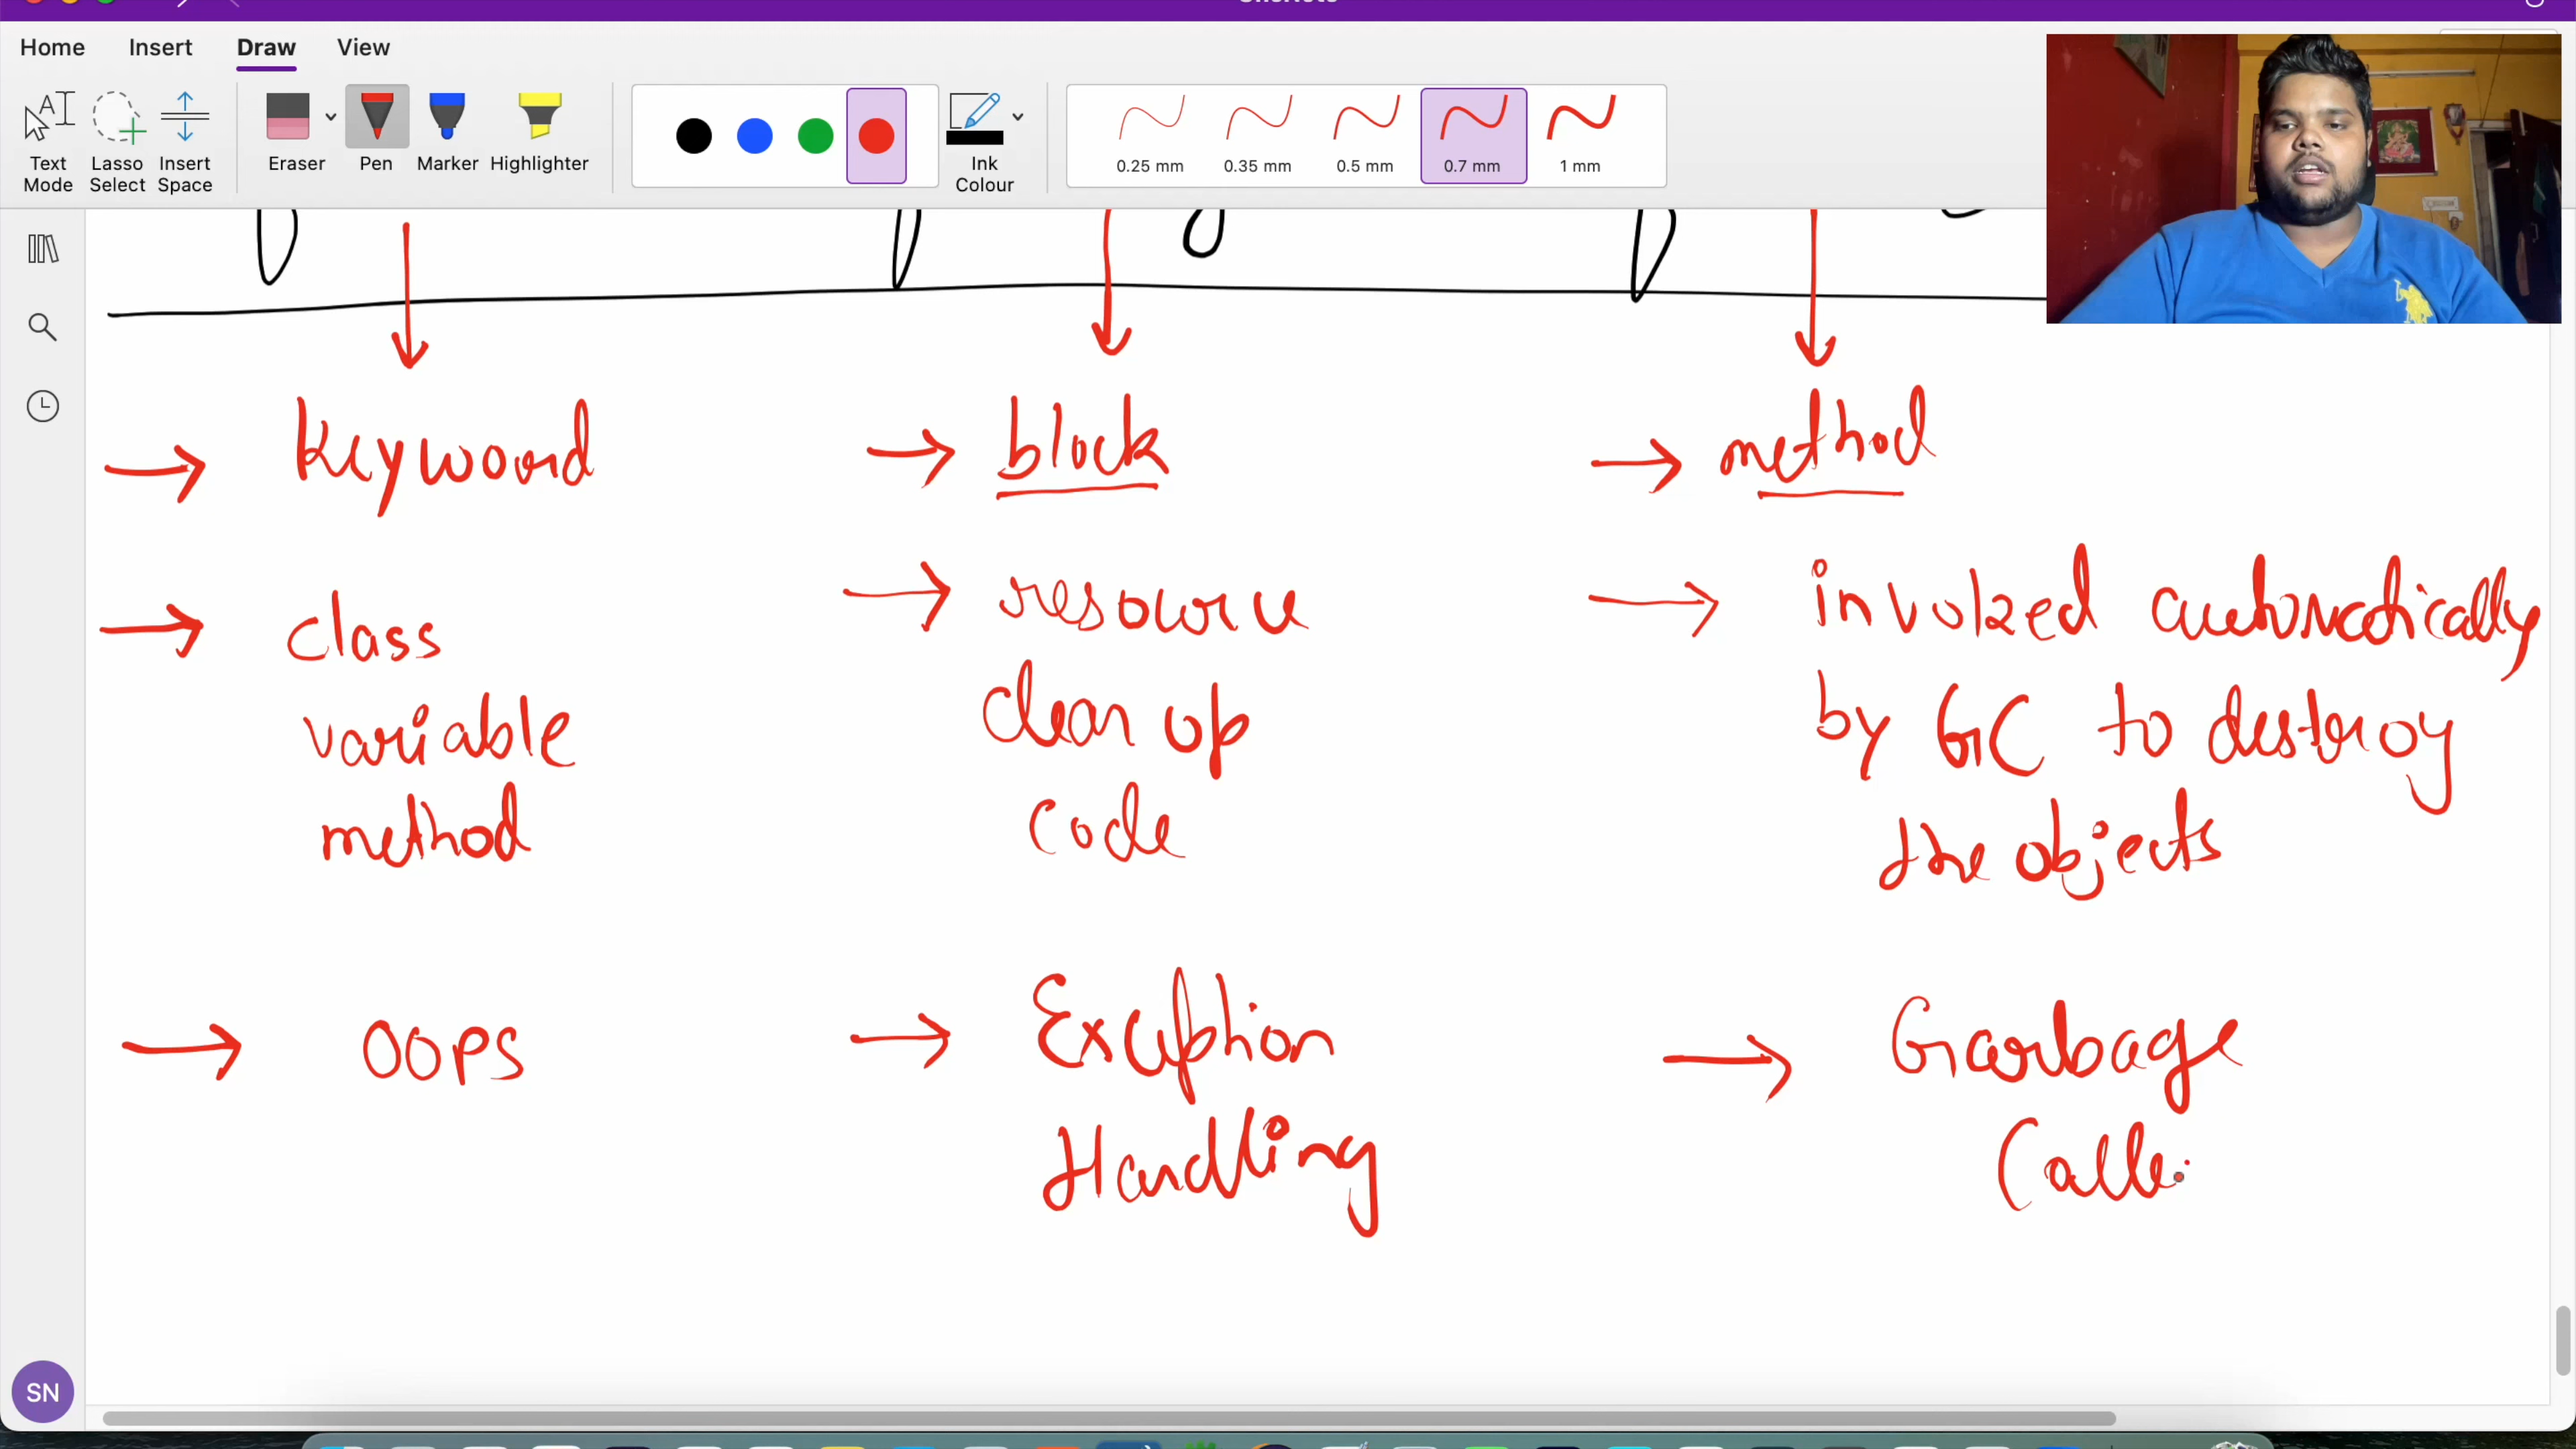 Home Insert Draw View
Text Mode
Lasso Select
Insert Space
Eraser
Pen
Marker
Highlighter
Ink Colour
0.25 mm
0.35 mm
0.5 mm
0.7 mm
1 mm
→ Keyword
→ class
variable
method
→ OOPS
→ block
→ resource
clean up
code
→ Exception
Handling
→ method
→ invoked automatically
by GC to destroy
the objects
→ Garbage
Calle
SN